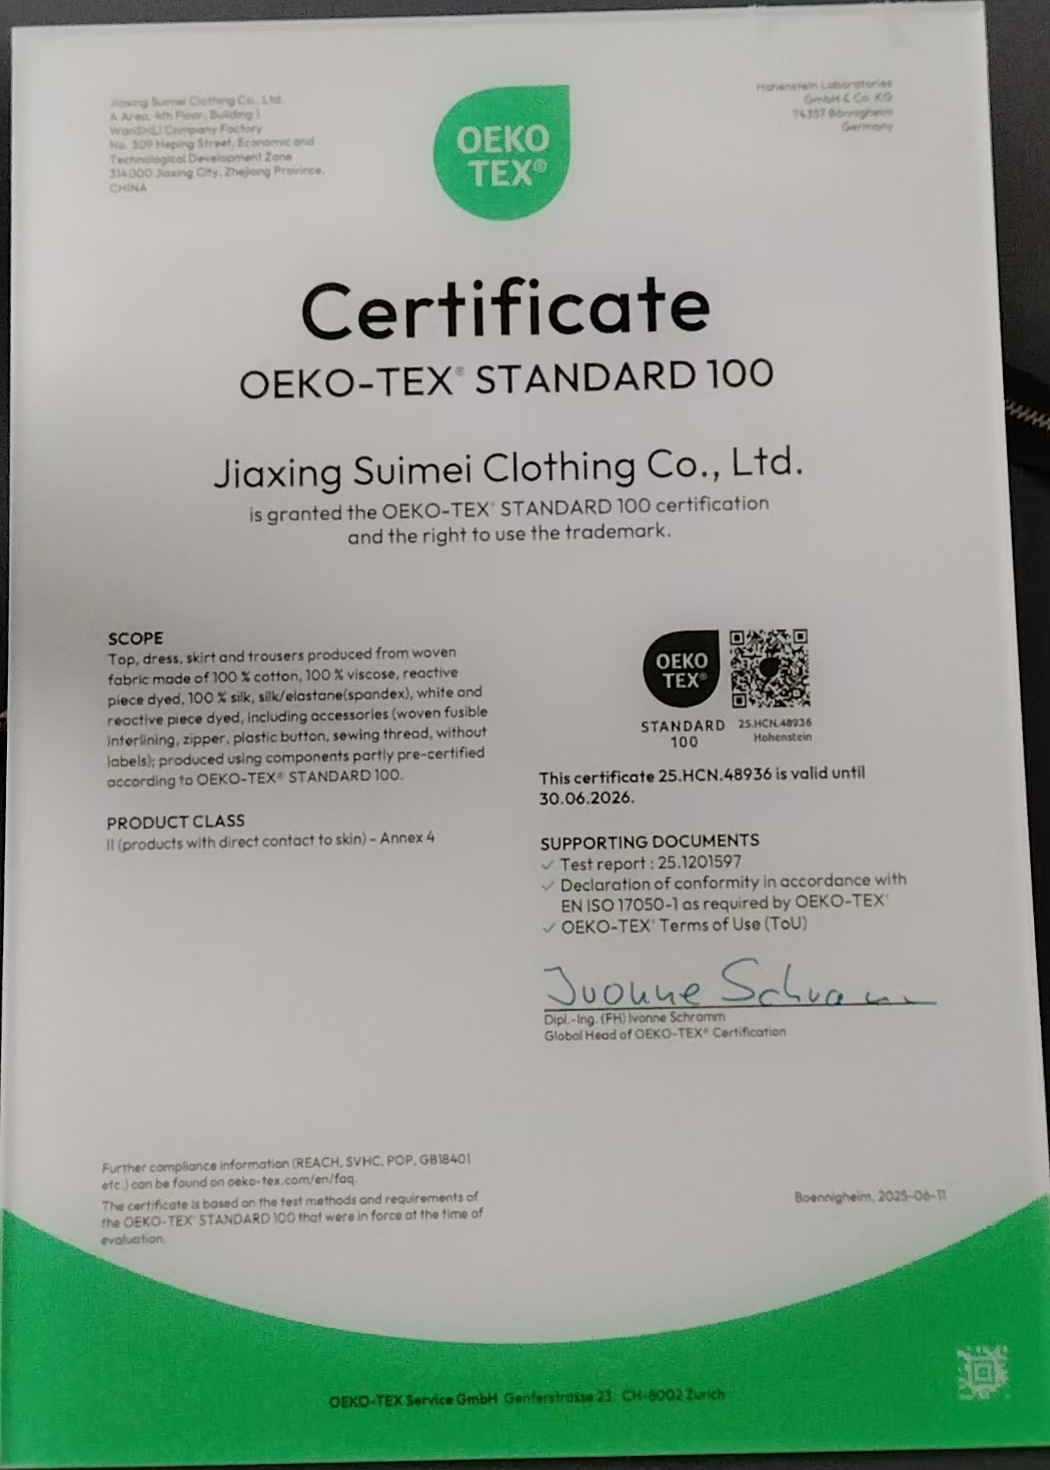 Jiaxing Suimei Clothing Co., Ltd.
A Area, 4th Floor, Building 1
WanShiLi Company Factory
No. 509 Heping Street, Economic and
Technological Development Zone
314000 Jiaxing City, Zhejiang Province,
CHINA
OEKO
TEX®
Hohenstein Laboratories
GmbH & Co. KG
74357 Bönnigheim
Germany
Certificate
OEKO-TEX® STANDARD 100
Jiaxing Suimei Clothing Co., Ltd.
is granted the OEKO-TEX® STANDARD 100 certification
and the right to use the trademark.
SCOPE
Top, dress, skirt and trousers produced from woven
fabric made of 100 % cotton, 100 % viscose, reactive
piece dyed, 100 % silk, silk/elastane(spandex), white and
reactive piece dyed, including accessories (woven fusible
interlining, zipper, plastic button, sewing thread, without
labels); produced using components partly pre-certified
according to OEKO-TEX® STANDARD 100.
PRODUCT CLASS
II (products with direct contact to skin) - Annex 4
OEKO
TEX®
STANDARD
100
25.HCN.48936
Hohenstein
This certificate 25.HCN.48936 is valid until
30.06.2026.
SUPPORTING DOCUMENTS
✓ Test report : 25.1201597
✓ Declaration of conformity in accordance with
EN ISO 17050-1 as required by OEKO-TEX®
✓ OEKO-TEX® Terms of Use (ToU)
Ivonne Schramm
Dipl.-Ing. (FH) Ivonne Schramm
Global Head of OEKO-TEX® Certification
Further compliance information (REACH, SVHC, POP, GB18401
etc.) can be found on oeko-tex.com/en/faq.
The certificate is based on the test methods and requirements of
the OEKO-TEX® STANDARD 100 that were in force at the time of
evaluation.
Boennigheim, 2025-06-11
OEKO-TEX Service GmbH Genferstrasse 23, CH-8002 Zurich